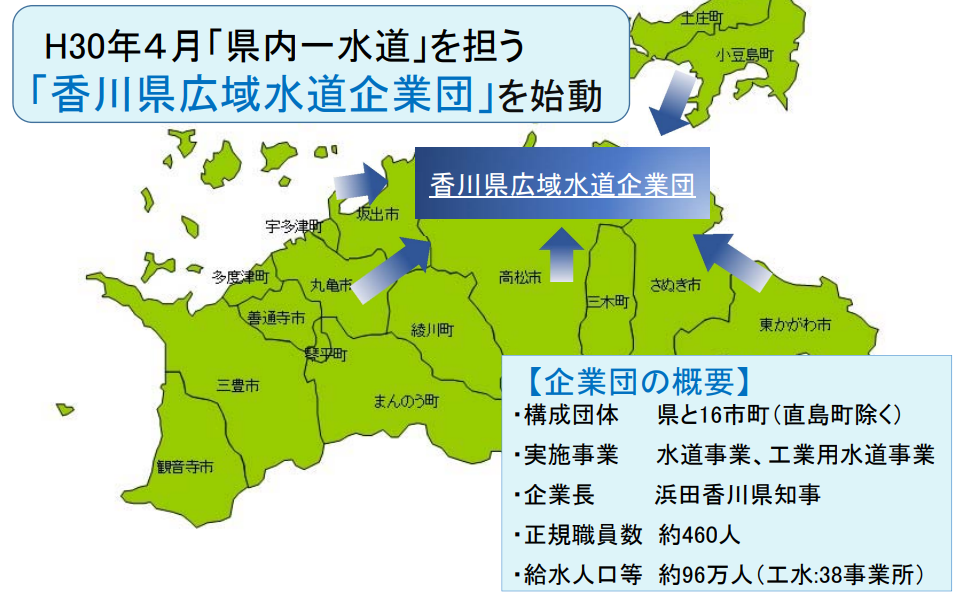 H30年４月「県内一水道」を担う
「香川県広域水道企業団」を始動
土庄町
小豆島町
香川県広域水道企業団
坂出市
宇多津町
多度津町
丸亀市
高松市
さぬき市
三木町
善通寺市
綾川町
東かがわ市
琴平町
三豊市
まんのう町
観音寺市
【企業団の概要】
・構成団体　県と16市町（直島町除く）
・実施事業　水道事業、工業用水道事業
・企業長　浜田香川県知事
・正規職員数　約460人
・給水人口等　約96万人（工水:38事業所）